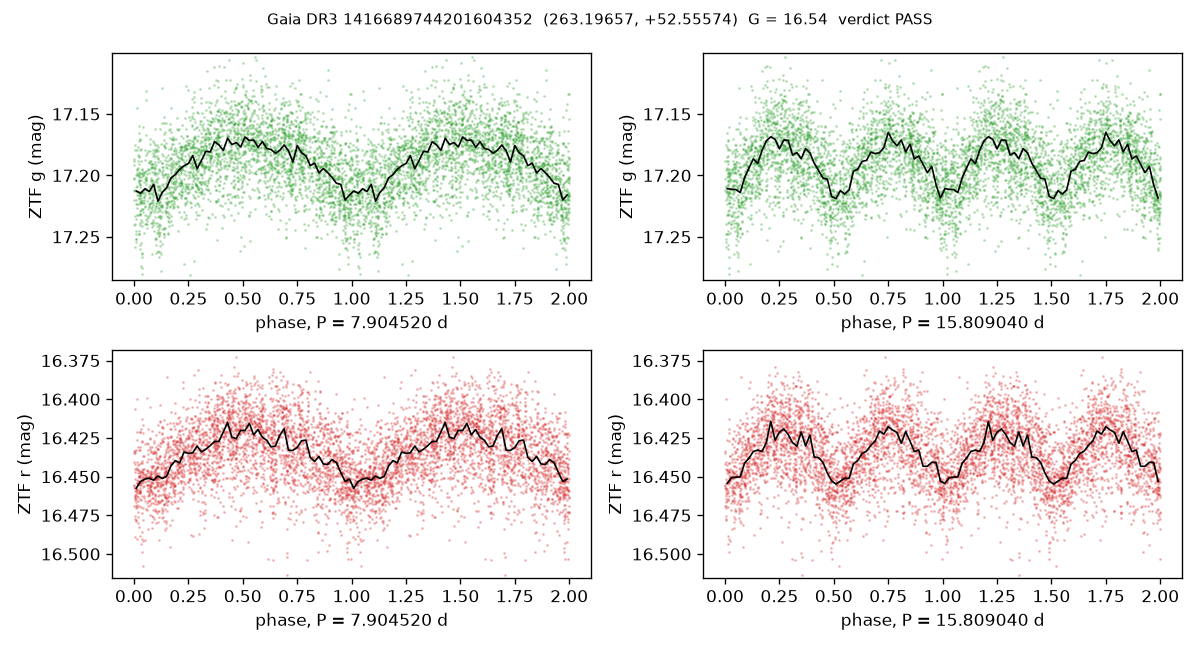 Gaia DR3 1416689744201604352 (263.19657, +52.55574) G = 16.54 verdict PASS
ZTF g (mag)
17.15
17.20
17.25
0.00 0.25 0.50 0.75 1.00 1.25 1.50 1.75 2.00
phase, P = 7.904520 d
ZTF g (mag)
17.15
17.20
17.25
0.00 0.25 0.50 0.75 1.00 1.25 1.50 1.75 2.00
phase, P = 15.809040 d
ZTF r (mag)
16.375
16.400
16.425
16.450
16.475
16.500
0.00 0.25 0.50 0.75 1.00 1.25 1.50 1.75 2.00
phase, P = 7.904520 d
ZTF r (mag)
16.375
16.400
16.425
16.450
16.475
16.500
0.00 0.25 0.50 0.75 1.00 1.25 1.50 1.75 2.00
phase, P = 15.809040 d